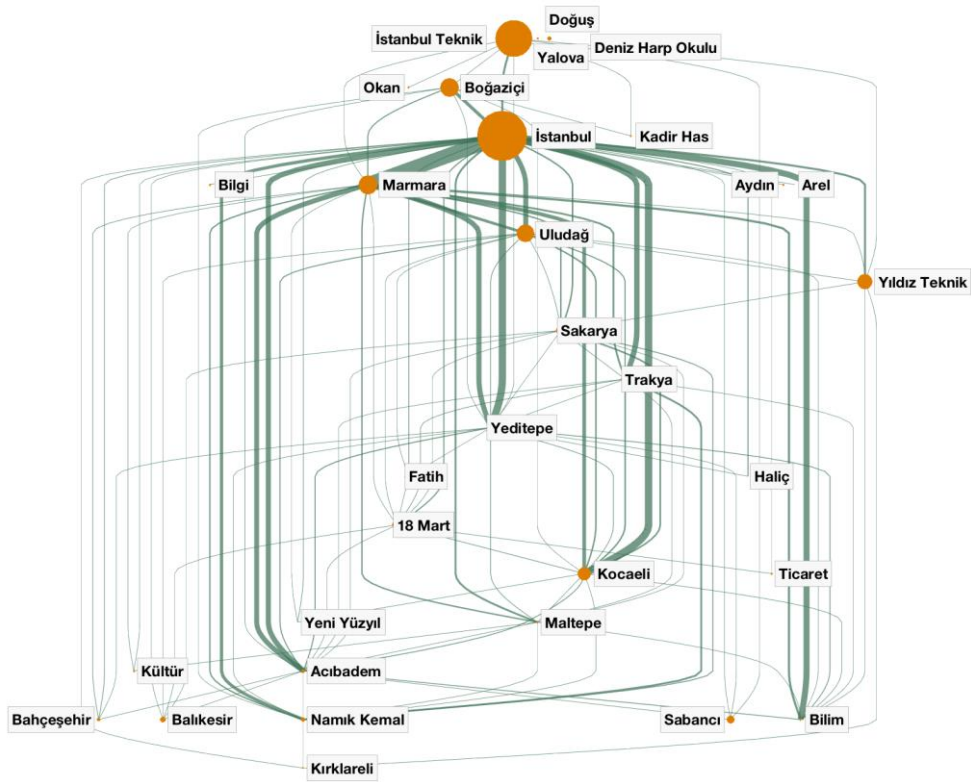 Doğuş
İstanbul Teknik
Deniz Harp Okulu
Yalova
Okan
Boğaziçi
İstanbul
Kadir Has
Bilgi
Marmara
Aydın
Arel
Uludağ
Yıldız Teknik
Sakarya
Trakya
Yeditepe
Fatih
Haliç
18 Mart
Kocaeli
Ticaret
Yeni Yüzyıl
Maltepe
Kültür
Acıbadem
Bahçeşehir
Balıkesir
Namık Kemal
Sabancı
Bilim
Kırklareli